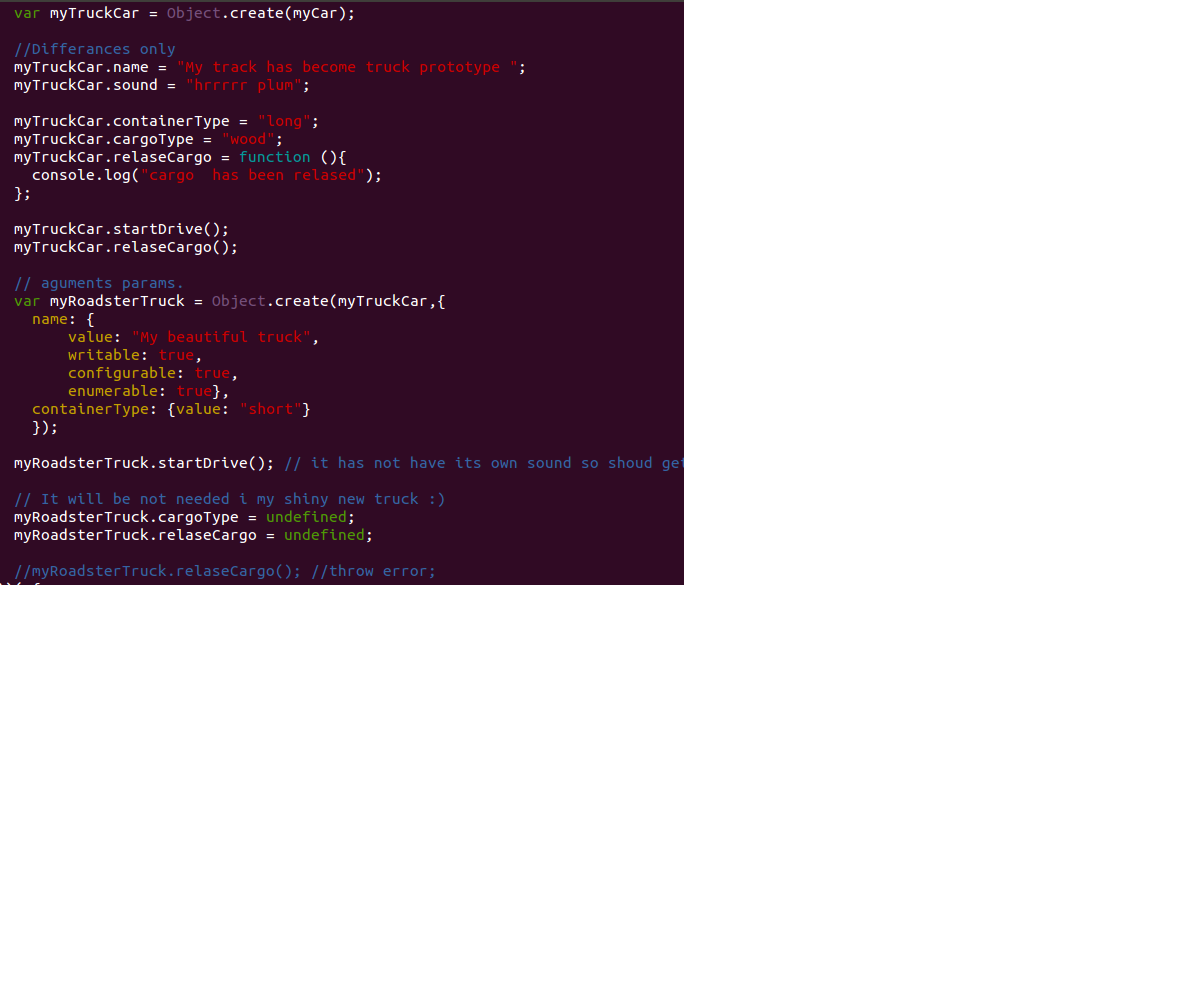 var myTruckCar = Object.create(myCar);
//Differances only
myTruckCar.name = "My track has become truck prototype ";
myTruckCar.sound = "hrrrrr plum";
myTruckCar.containerType = "long";
myTruckCar.cargoType = "wood";
myTruckCar.relaseCargo = function (){
  console.log("cargo  has been relased");
};
myTruckCar.startDrive();
myTruckCar.relaseCargo();
// aguments params.
var myRoadsterTruck = Object.create(myTruckCar,{
  name: {
      value: "My beautiful truck",
      writable: true,
      configurable: true,
      enumerable: true},
  containerType: {value: "short"}
  });
myRoadsterTruck.startDrive(); // it has not have its own sound so shoud get
// It will be not needed i my shiny new truck :)
myRoadsterTruck.cargoType = undefined;
myRoadsterTruck.relaseCargo = undefined;
//myRoadsterTruck.relaseCargo(); //throw error;